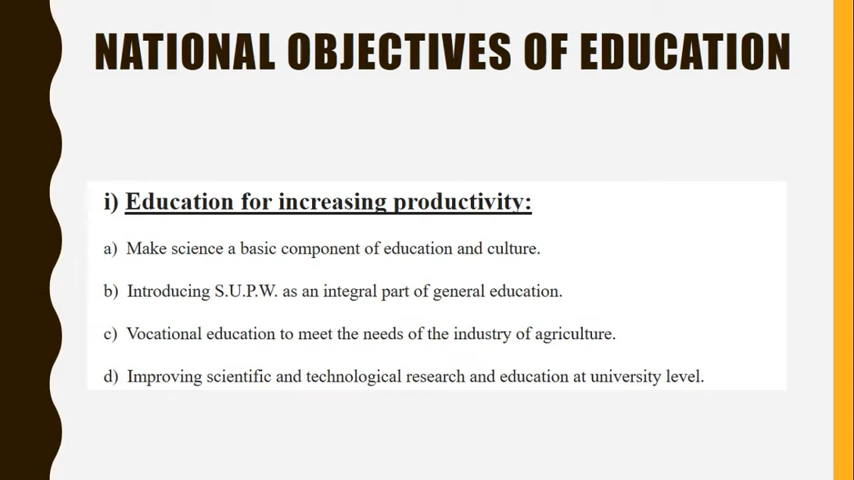 NATIONAL OBJECTIVES OF EDUCATION
i) Education for increasing productivity:
a) Make science a basic component of education and culture.
b) Introducing S.U.P.W. as an integral part of general education.
c) Vocational education to meet the needs of the industry of agriculture.
d) Improving scientific and technological research and education at university level.